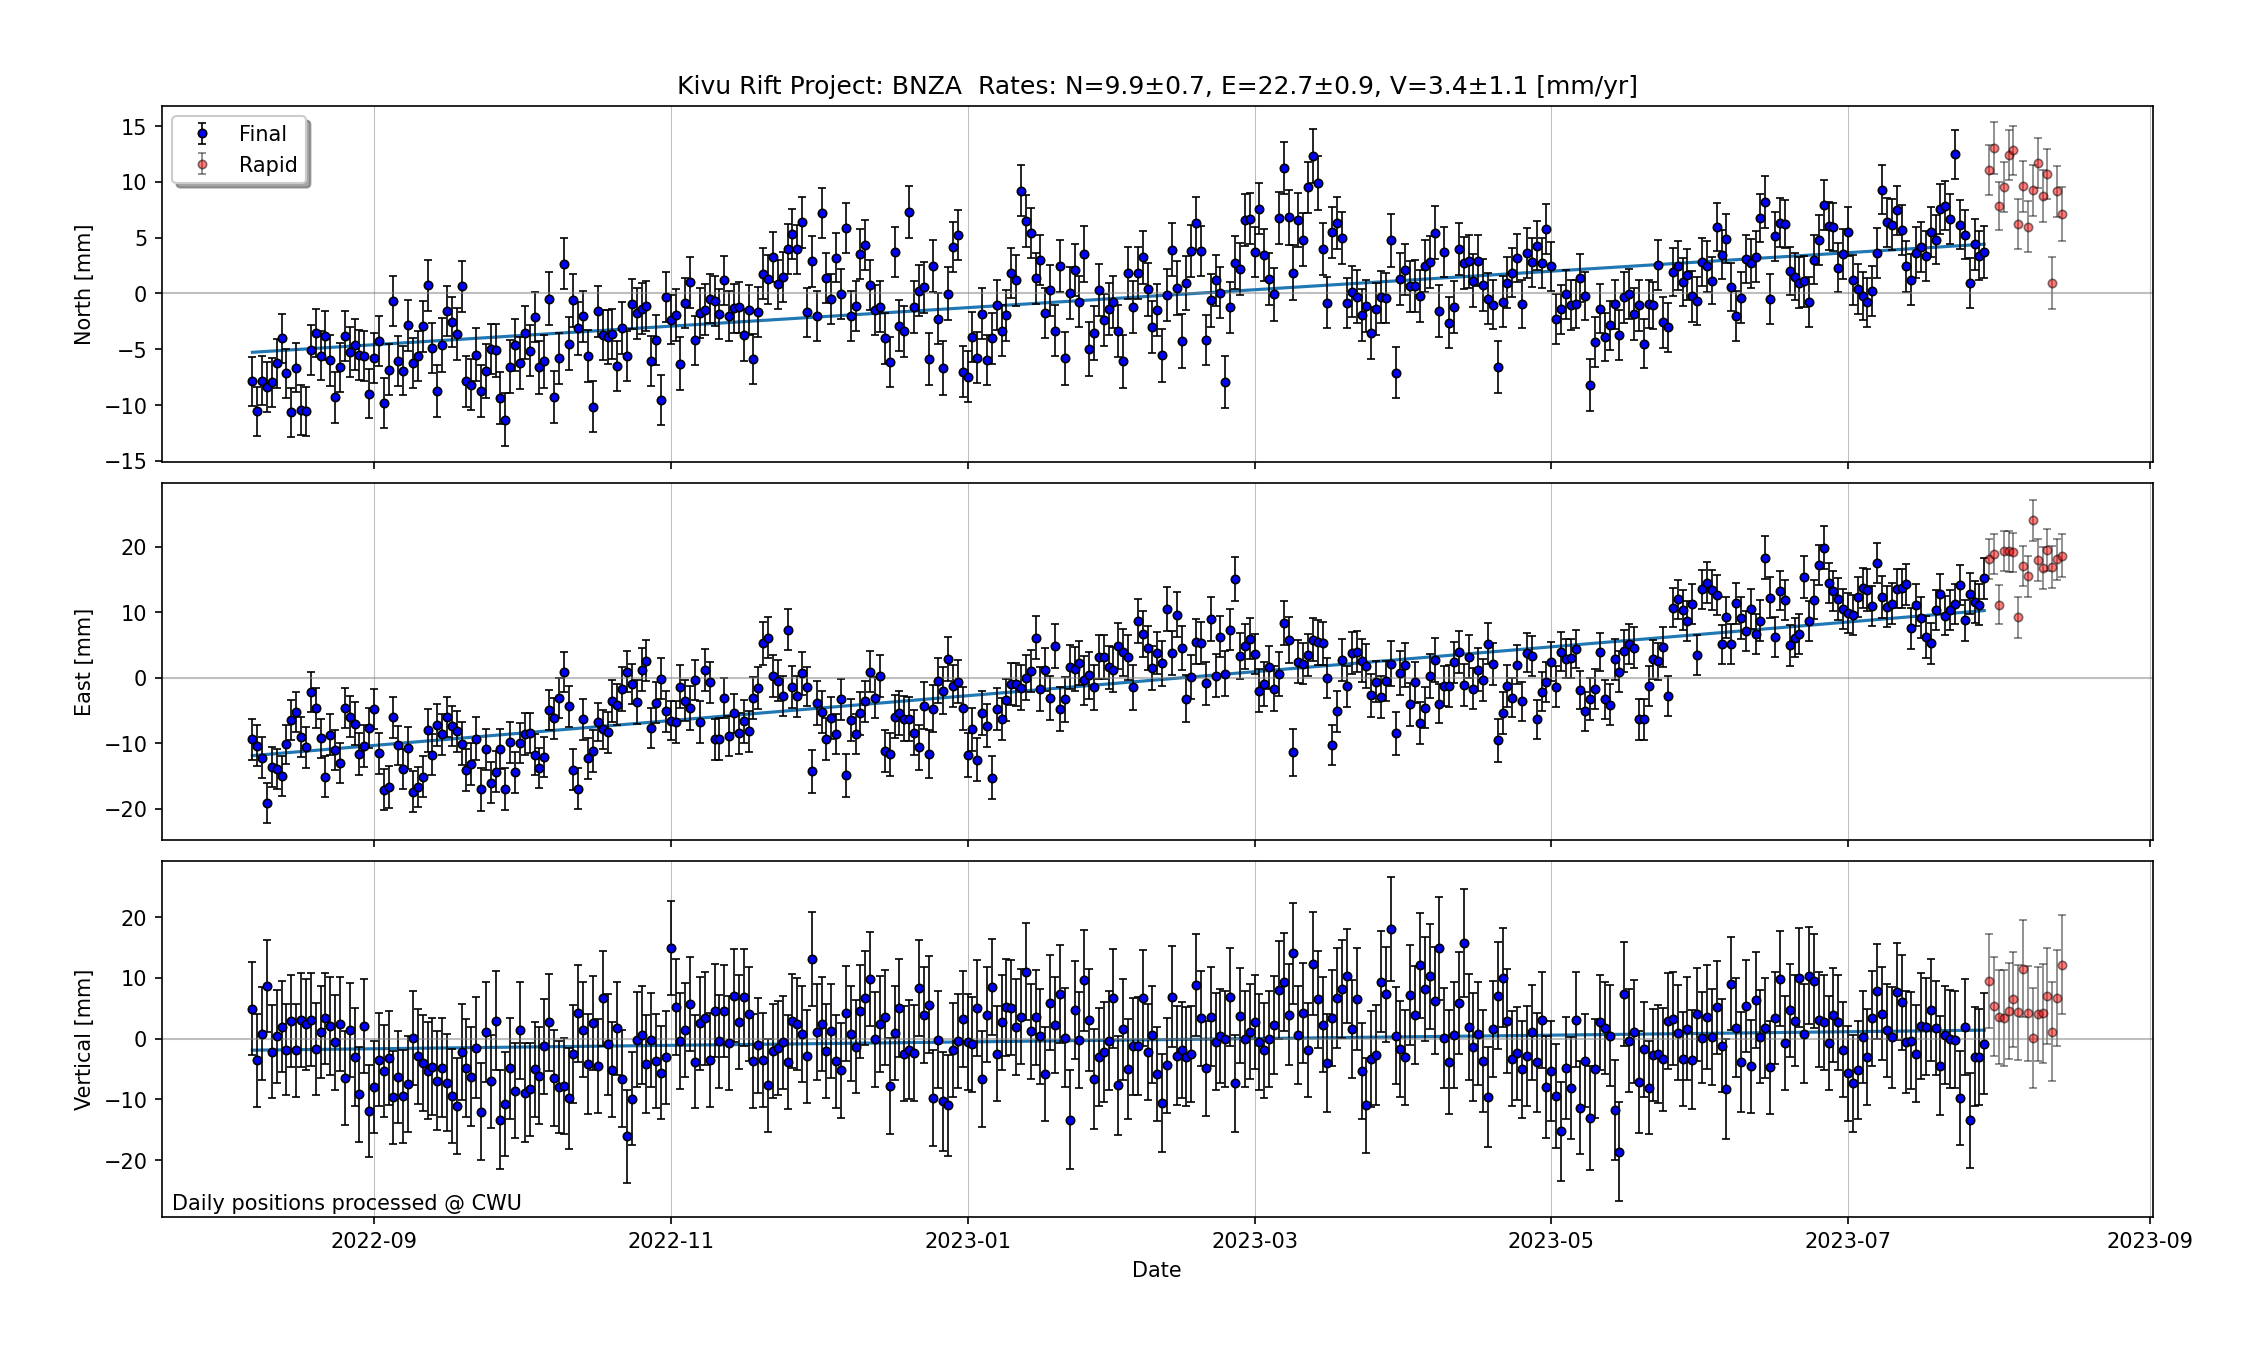 Kivu Rift Project: BNZA  Rates: N=9.9±0.7, E=22.7±0.9, V=3.4±1.1 [mm/yr]
Final
Rapid
North [mm]
15
10
5
0
−5
−10
−15
East [mm]
20
10
0
−10
−20
Vertical [mm]
20
10
0
−10
−20
Daily positions processed @ CWU
2022-09 2022-11 2023-01 2023-03 2023-05 2023-07 2023-09
Date